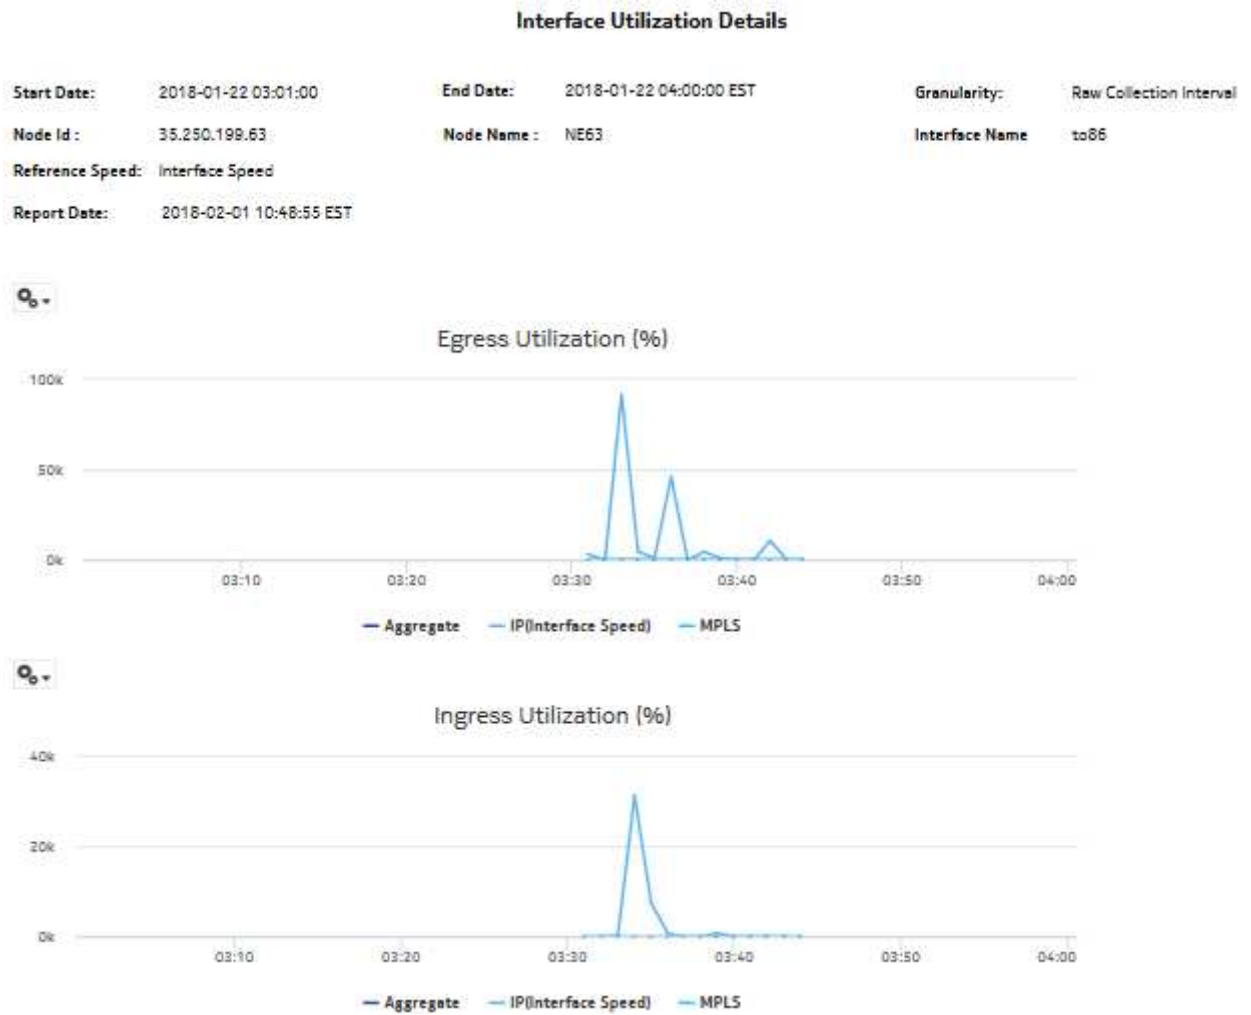 Interface Utilization Details
Start Date: 2018-01-22 03:01:00 End Date: 2018-01-22 04:00:00 EST Granularity: Raw Collection Interval
Node Id : 35.250.199.63 Node Name : NE63 Interface Name to86
Reference Speed: Interface Speed
Report Date: 2018-02-01 10:48:55 EST
Egress Utilization (%)
100k
50k
0k
03:10 03:20 03:30 03:40 03:50 04:00
Aggregate IP(Interface Speed) MPLS
Ingress Utilization (%)
40k
20k
0k
03:10 03:20 03:30 03:40 03:50 04:00
Aggregate IP(Interface Speed) MPLS